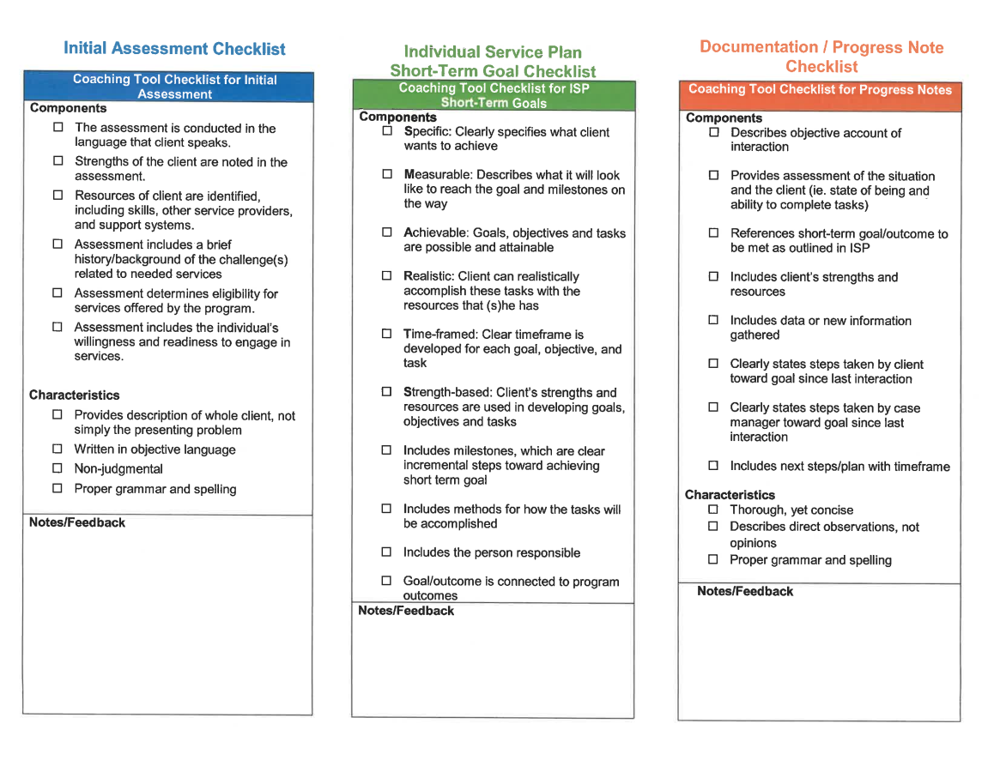 Initial Assessment Checklist
Coaching Tool Checklist for Initial
Assessment
Components
☐ The assessment is conducted in the
language that client speaks.
☐ Strengths of the client are noted in the
assessment.
☐ Resources of client are identified,
including skills, other service providers,
and support systems.
☐ Assessment includes a brief
history/background of the challenge(s)
related to needed services
☐ Assessment determines eligibility for
services offered by the program.
☐ Assessment includes the individual's
willingness and readiness to engage in
services.
Characteristics
☐ Provides description of whole client, not
simply the presenting problem
☐ Written in objective language
☐ Non-judgmental
☐ Proper grammar and spelling
Notes/Feedback
Individual Service Plan
Short-Term Goal Checklist
Coaching Tool Checklist for ISP
Short-Term Goals
Components
☐ Specific: Clearly specifies what client
wants to achieve
☐ Measurable: Describes what it will look
like to reach the goal and milestones on
the way
☐ Achievable: Goals, objectives and tasks
are possible and attainable
☐ Realistic: Client can realistically
accomplish these tasks with the
resources that (s)he has
☐ Time-framed: Clear timeframe is
developed for each goal, objective, and
task
☐ Strength-based: Client's strengths and
resources are used in developing goals,
objectives and tasks
☐ Includes milestones, which are clear
incremental steps toward achieving
short term goal
☐ Includes methods for how the tasks will
be accomplished
☐ Includes the person responsible
☐ Goal/outcome is connected to program
outcomes
Notes/Feedback
Documentation / Progress Note
Checklist
Coaching Tool Checklist for Progress Notes
Components
☐ Describes objective account of
interaction
☐ Provides assessment of the situation
and the client (ie. state of being and
ability to complete tasks)
☐ References short-term goal/outcome to
be met as outlined in ISP
☐ Includes client's strengths and
resources
☐ Includes data or new information
gathered
☐ Clearly states steps taken by client
toward goal since last interaction
☐ Clearly states steps taken by case
manager toward goal since last
interaction
☐ Includes next steps/plan with timeframe
Characteristics
☐ Thorough, yet concise
☐ Describes direct observations, not
opinions
☐ Proper grammar and spelling
Notes/Feedback